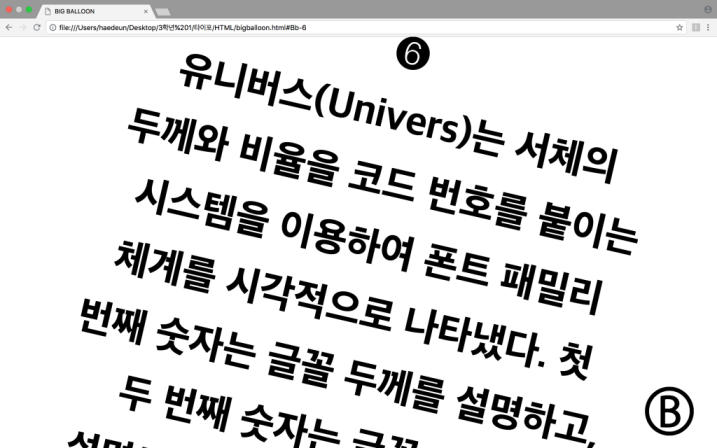 BIG BALLOON
file:///Users/haedeun/Desktop/3학년%201/타이포/HTML/bigballoon.html#Bb-6
6
유니버스(Univers)는 서체의
두께와 비율을 코드 번호를 붙이는
시스템을 이용하여 폰트 패밀리
체계를 시각적으로 나타냈다. 첫
번째 숫자는 글꼴 두께를 설명하고,
두 번째 숫자는 글꼴
B